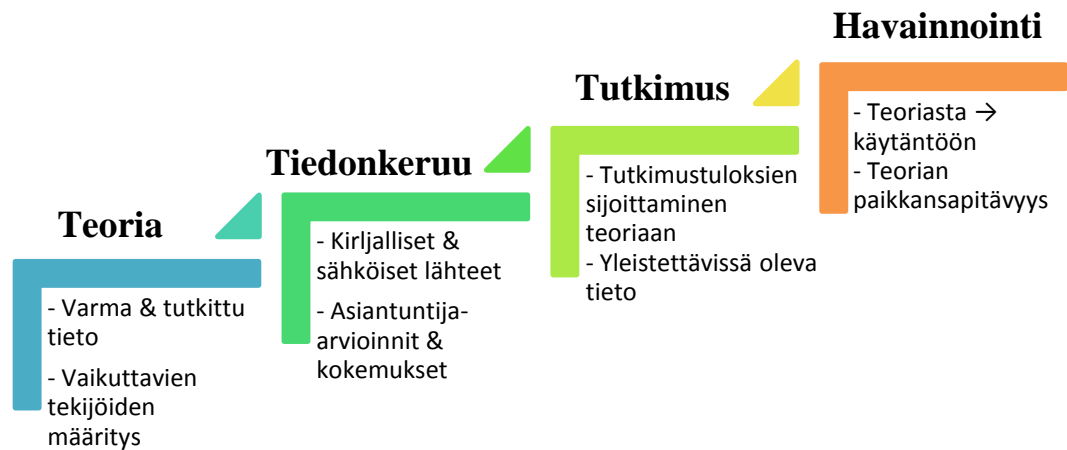 Teoria
- Varma & tutkittu
tieto
- Vaikuttavien
tekijöiden
määritys
Tiedonkeruu
- Kirljalliset &
sähköiset lähteet
- Asiantuntija-
arvioinnit &
kokemukset
Tutkimus
- Tutkimustuloksien
sijoittaminen
teoriaan
- Yleistettävissä oleva
tieto
Havainnointi
- Teoriasta →
käytäntöön
- Teorian
paikkansapitävyys